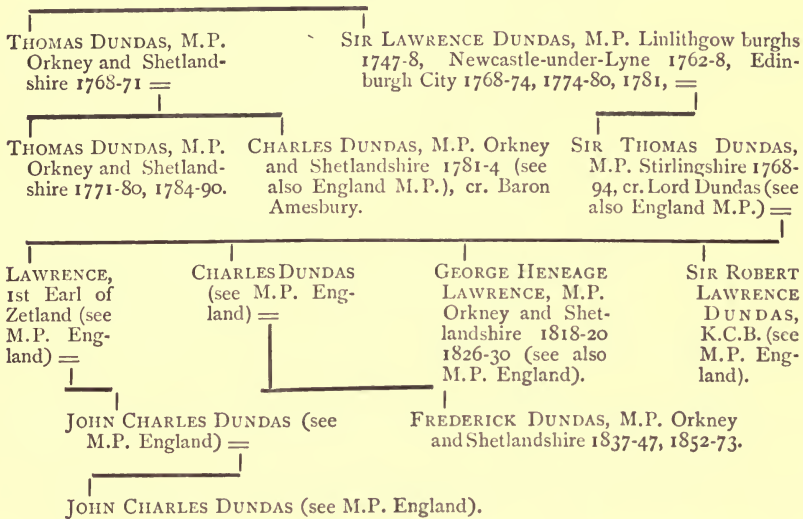 THOMAS DUNDAS, M.P.
Orkney and Shetland-
shire 1768-71 =
SIR LAWRENCE DUNDAS, M.P. Linlithgow burghs
1747-8, Newcastle-under-Lyne 1762-8, Edin-
burgh City 1768-74, 1774-80, 1781, =
THOMAS DUNDAS, M.P.
Orkney and Shetland-
shire 1771-80, 1784-90.
CHARLES DUNDAS, M.P. Orkney
and Shetlandshire 1781-4 (see
also England M.P.), cr. Baron
Amesbury.
SIR THOMAS DUNDAS,
M.P. Stirlingshire 1768-
94, cr. Lord Dundas (see
also England M.P.) =
LAWRENCE,
1st Earl of
Zetland (see
M.P. Eng-
land) =
CHARLES DUNDAS
(see M.P. Eng-
land) =
GEORGE HENEAGE
LAWRENCE, M.P.
Orkney and Shet-
landshire 1818-20
1826-30 (see also
M.P. England).
SIR ROBERT
LAWRENCE
DUNDAS,
K.C.B. (see
M.P. Eng-
land).
JOHN CHARLES DUNDAS (see
M.P. England) =
FREDERICK DUNDAS, M.P. Orkney
and Shetlandshire 1837-47, 1852-73.
JOHN CHARLES DUNDAS (see M.P. England).